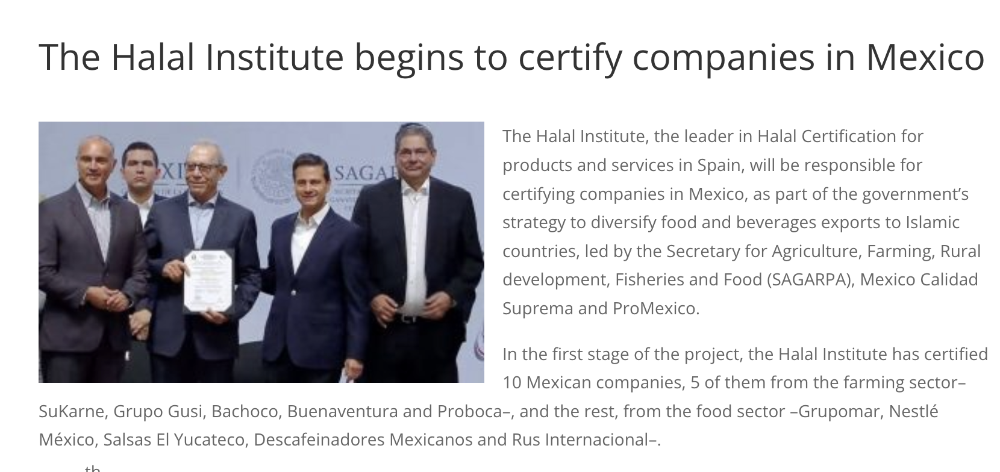 The Halal Institute begins to certify companies in Mexico
SAGAR
The Halal Institute, the leader in Halal Certification for
products and services in Spain, will be responsible for
certifying companies in Mexico, as part of the government’s
strategy to diversify food and beverages exports to Islamic
countries, led by the Secretary for Agriculture, Farming, Rural
development, Fisheries and Food (SAGARPA), Mexico Calidad
Suprema and ProMexico.
In the first stage of the project, the Halal Institute has certified
10 Mexican companies, 5 of them from the farming sector–
SuKarne, Grupo Gusi, Bachoco, Buenaventura and Proboca–, and the rest, from the food sector –Grupomar, Nestlé
México, Salsas El Yucateco, Descafeinadores Mexicanos and Rus Internacional–.
th